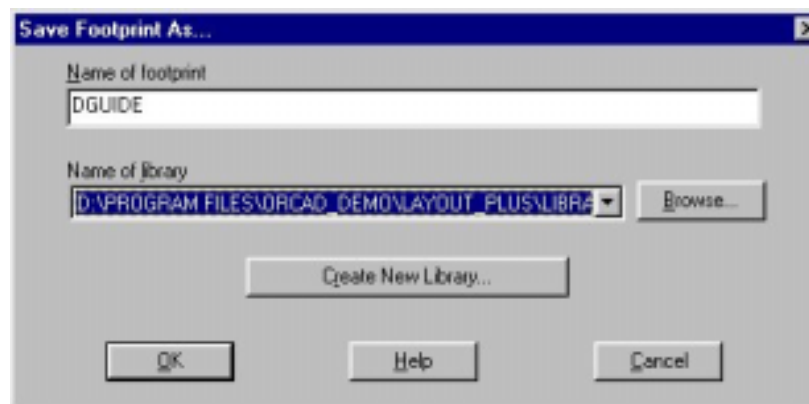 Save Footprint As...
Name of footprint
DGUIDE
Name of library
D:\PROGRAM FILES\ORCAD_DEMO\LAYOUT_PLUS\LIBRA
Browse...
Create New Library...
OK
Help
Cancel